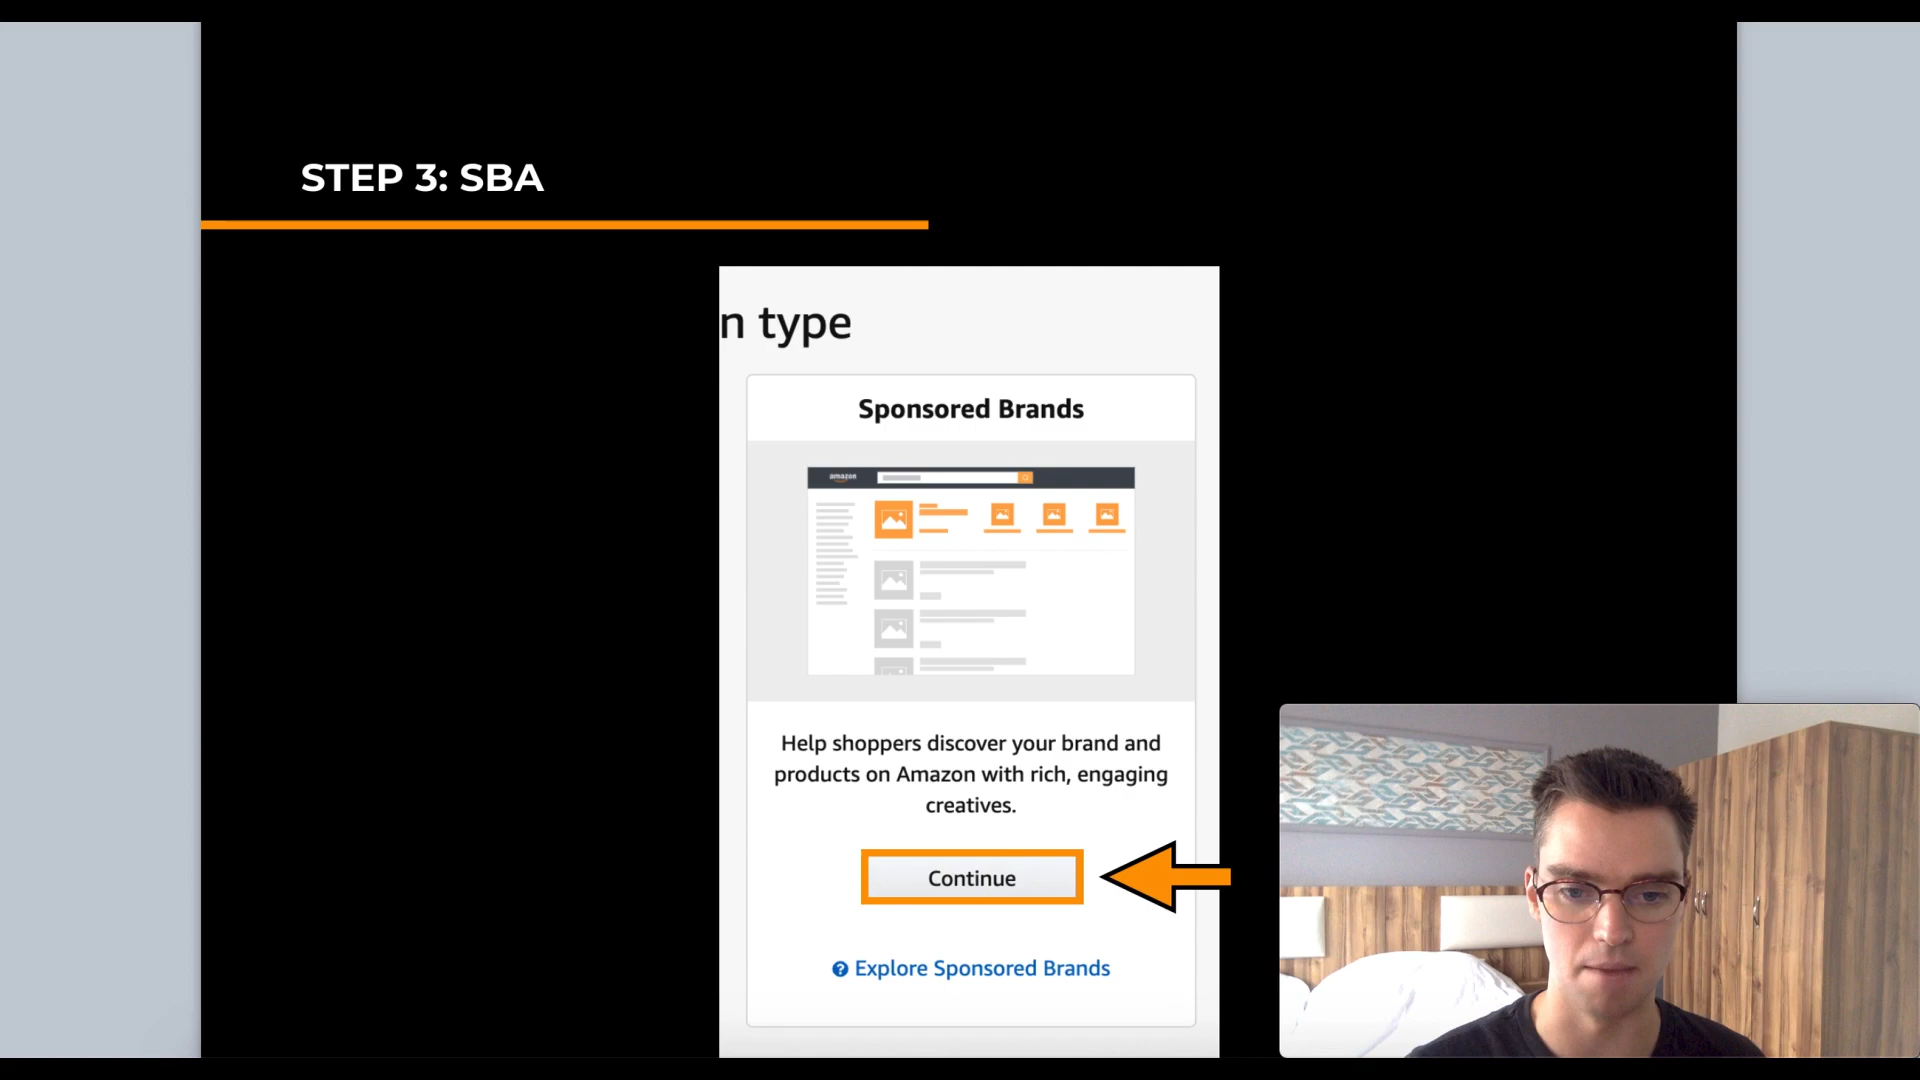 STEP 3: SBA
n type
Sponsored Brands
amazon
Help shoppers discover your brand and
products on Amazon with rich, engaging
creatives.
Continue
? Explore Sponsored Brands